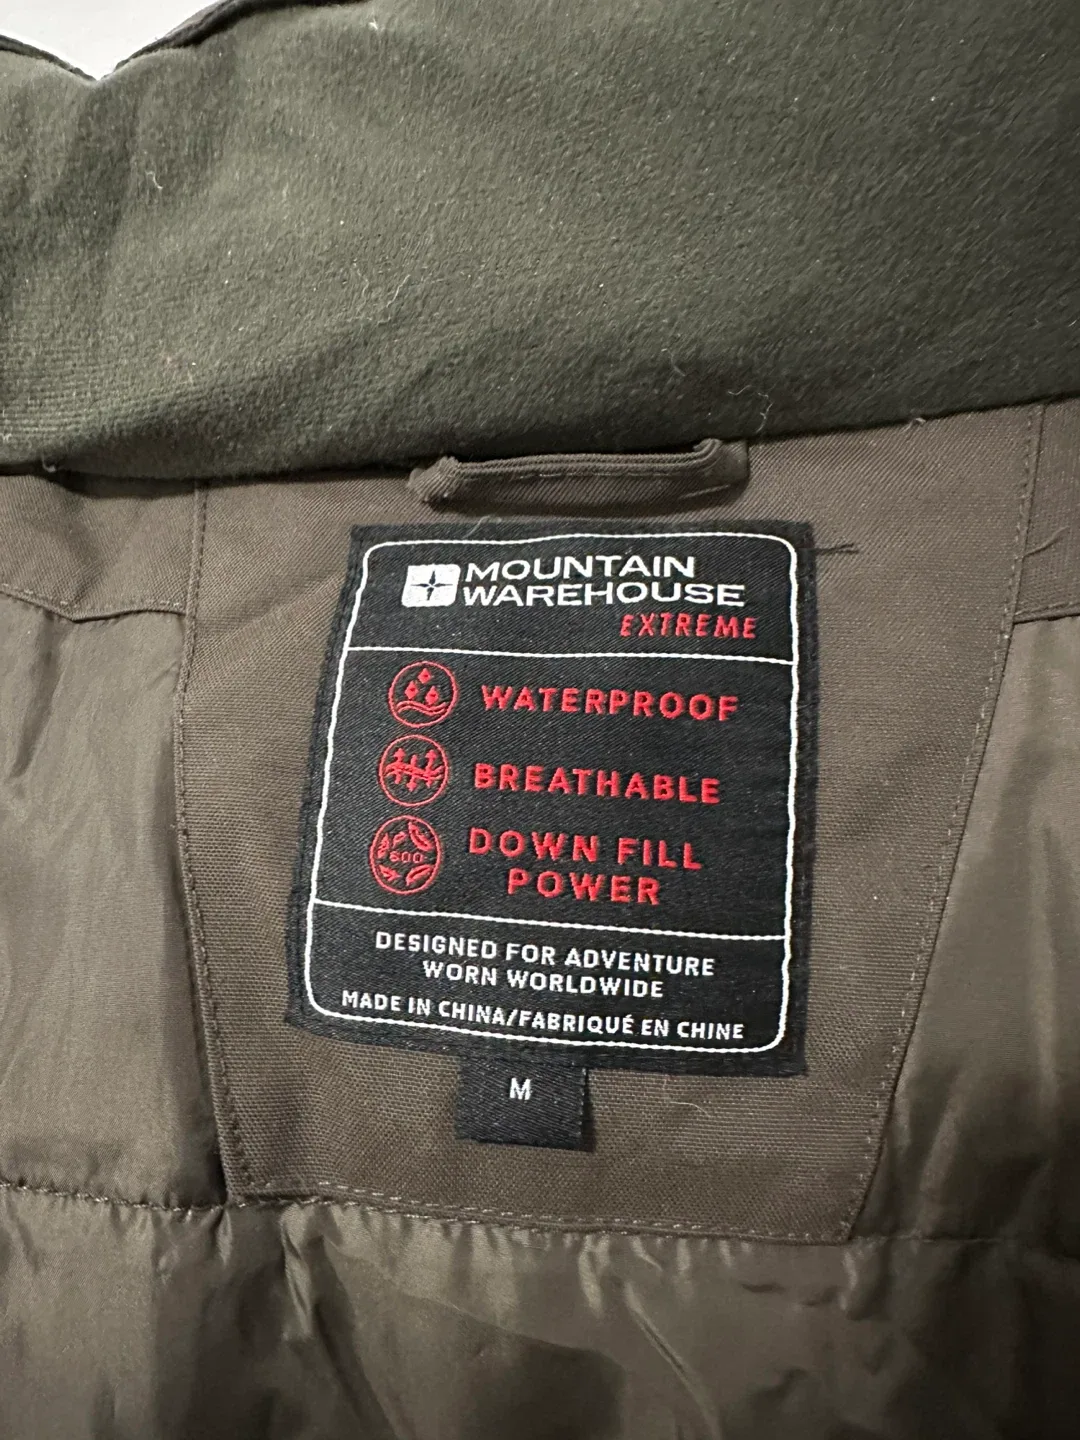 MOUNTAIN
WAREHOUSE
EXTREME
WATERPROOF
BREATHABLE
600
DOWN FILL
POWER
DESIGNED FOR ADVENTURE
WORN WORLDWIDE
MADE IN CHINA/FABRIQUÉ EN CHINE
M